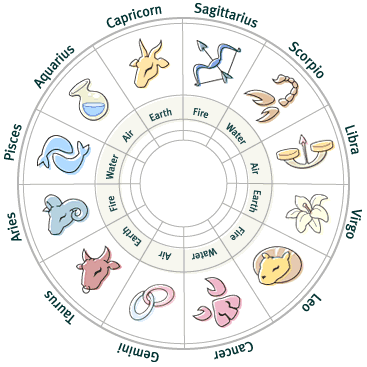 Capricorn
Sagittarius
Scorpio
Libra
Virgo
Leo
Cancer
Gemini
Taurus
Aries
Pisces
Aquarius
Earth
Fire
Water
Air
Earth
Fire
Water
Air
Earth
Fire
Water
Air